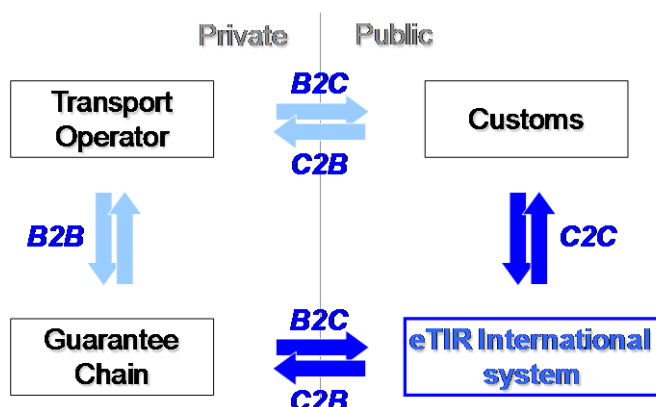 Private Public
B2C
Transport
Operator
Customs
C2B
B2B
C2C
B2C
Guarantee
Chain
eTIR International
system
C2B